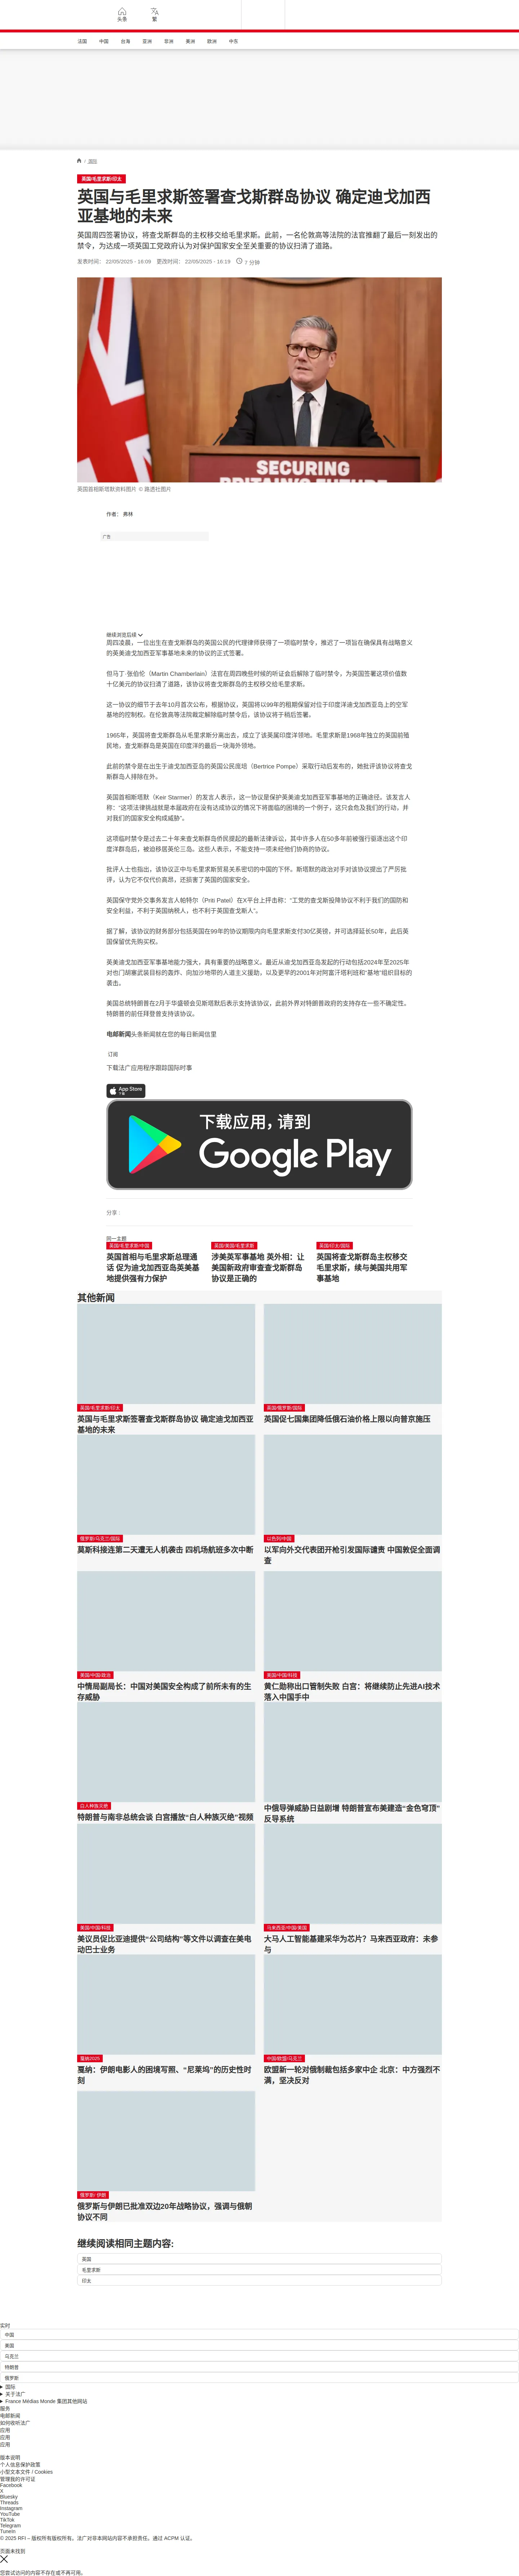 头条
繁
法国
中国
台海
亚洲
非洲
美洲
欧洲
中东
/ 国际
英国/毛里求斯/印太
英国与毛里求斯签署查戈斯群岛协议 确定迪戈加西
亚基地的未来
英国周四签署协议，将查戈斯群岛的主权移交给毛里求斯。此前，一名伦敦高等法院的法官推翻了最后一刻发出的
禁令，为达成一项英国工党政府认为对保护国家安全至关重要的协议扫清了道路。
发表时间： 22/05/2025 - 16:09 更改时间： 22/05/2025 - 16:19 7 分钟
SECURING
BRITAIN'S FUTURE
英国首相斯塔默资料图片 © 路透社图片
作者： 弗林
广告
继续浏览后续
周四凌晨，一位出生在查戈斯群岛的英国公民的代理律师获得了一项临时禁令，推迟了一项旨在确保具有战略意义
的英美迪戈加西亚军事基地未来的协议的正式签署。
但马丁·张伯伦（Martin Chamberlain）法官在周四晚些时候的听证会后解除了临时禁令，为英国签署这项价值数
十亿美元的协议扫清了道路，该协议将查戈斯群岛的主权移交给毛里求斯。
这一协议的细节于去年10月首次公布，根据协议，英国将以99年的租期保留对位于印度洋迪戈加西亚岛上的空军
基地的控制权。在伦敦高等法院裁定解除临时禁令后，该协议将于稍后签署。
1965年，英国将查戈斯群岛从毛里求斯分离出去，成立了该英属印度洋领地。毛里求斯是1968年独立的英国前殖
民地，查戈斯群岛是英国在印度洋的最后一块海外领地。
此前的禁令是在出生于迪戈加西亚岛的英国公民庞培（Bertrice Pompe）采取行动后发布的，她批评该协议将查戈
斯群岛人排除在外。
英国首相斯塔默（Keir Starmer）的发言人表示，这一协议是保护英美迪戈加西亚军事基地的正确途径。该发言人
称：“这项法律挑战就是本届政府在没有达成协议的情况下将面临的困境的一个例子，这只会危及我们的行动，并
对我们的国家安全构成威胁”。
这项临时禁令是过去二十年来查戈斯群岛侨民提起的最新法律诉讼，其中许多人在50多年前被强行驱逐出这个印
度洋群岛后，被迫移居英伦三岛。这些人表示，不能支持一项未经他们协商的协议。
批评人士也指出，该协议正中与毛里求斯贸易关系密切的中国的下怀。斯塔默的政治对手对该协议提出了严厉批
评，认为它不仅代价高昂，还损害了英国的国家安全。
英国保守党外交事务发言人帕特尔（Priti Patel）在X平台上抨击称：“工党的查戈斯投降协议不利于我们的国防和
安全利益，不利于英国纳税人，也不利于英国查戈斯人”。
据了解，该协议的财务部分包括英国在99年的协议期限内向毛里求斯支付30亿英镑，并可选择延长50年，此后英
国保留优先购买权。
英美迪戈加西亚军事基地能力强大，具有重要的战略意义。最近从迪戈加西亚岛发起的行动包括2024年至2025年
对也门胡塞武装目标的轰炸、向加沙地带的人道主义援助，以及更早的2001年对阿富汗塔利班和“基地”组织目标的
袭击。
美国总统特朗普在2月于华盛顿会见斯塔默后表示支持该协议，此前外界对特朗普政府的支持存在一些不确定性。
特朗普的前任拜登曾支持该协议。
电邮新闻头条新闻就在您的每日新闻信里
订阅
下载法广应用程序跟踪国际时事
App Store
下载
下载应用, 请到
Google Play
分享 :
同一主题
英国/毛里求斯/中国
英国首相与毛里求斯总理通
话 促为迪戈加西亚岛英美基
地提供强有力保护
英国/美国/毛里求斯
涉美英军事基地 英外相：让
美国新政府审查查戈斯群岛
协议是正确的
英国/印太/国际
英国将查戈斯群岛主权移交
毛里求斯，续与美国共用军
事基地
其他新闻
英国/毛里求斯/印太
英国与毛里求斯签署查戈斯群岛协议 确定迪戈加西亚
基地的未来
英国/俄罗斯/国际
英国促七国集团降低俄石油价格上限以向普京施压
俄罗斯/乌克兰/国际
莫斯科接连第二天遭无人机袭击 四机场航班多次中断
以色列/中国
以军向外交代表团开枪引发国际谴责 中国敦促全面调
查
美国/中国/政治
中情局副局长：中国对美国安全构成了前所未有的生
存威胁
美国/中国/科技
黄仁勋称出口管制失败 白宫：将继续防止先进AI技术
落入中国手中
白人种族灭绝
特朗普与南非总统会谈 白宫播放“白人种族灭绝”视频
中俄导弹威胁日益剧增 特朗普宣布美建造“金色穹顶”
反导系统
美国/中国/科技
美议员促比亚迪提供“公司结构”等文件以调查在美电
动巴士业务
马来西亚/中国/美国
大马人工智能基建采华为芯片？马来西亚政府：未参
与
戛纳2025
戛纳：伊朗电影人的困境写照、“尼莱坞”的历史性时
刻
中国/欧盟/乌克兰
欧盟新一轮对俄制裁包括多家中企 北京：中方强烈不
满，坚决反对
俄罗斯/ 伊朗
俄罗斯与伊朗已批准双边20年战略协议，强调与俄朝
协议不同
继续阅读相同主题内容:
英国
毛里求斯
印太
实时
中国
美国
乌克兰
特朗普
俄罗斯
国际
关于法广
France Médias Monde 集团其他网站
服务
电邮新闻
如何收听法广
应用
应用
应用
版本说明
个人信息保护政策
小型文本文件 / Cookies
管理我的许可证
Facebook
X
Bluesky
Threads
Instagram
YouTube
TikTok
Telegram
TuneIn
© 2025 RFI – 版权所有版权所有。法广对非本网站内容不承担责任。通过 ACPM 认证。
页面未找到
您尝试访问的内容不存在或不再可用。